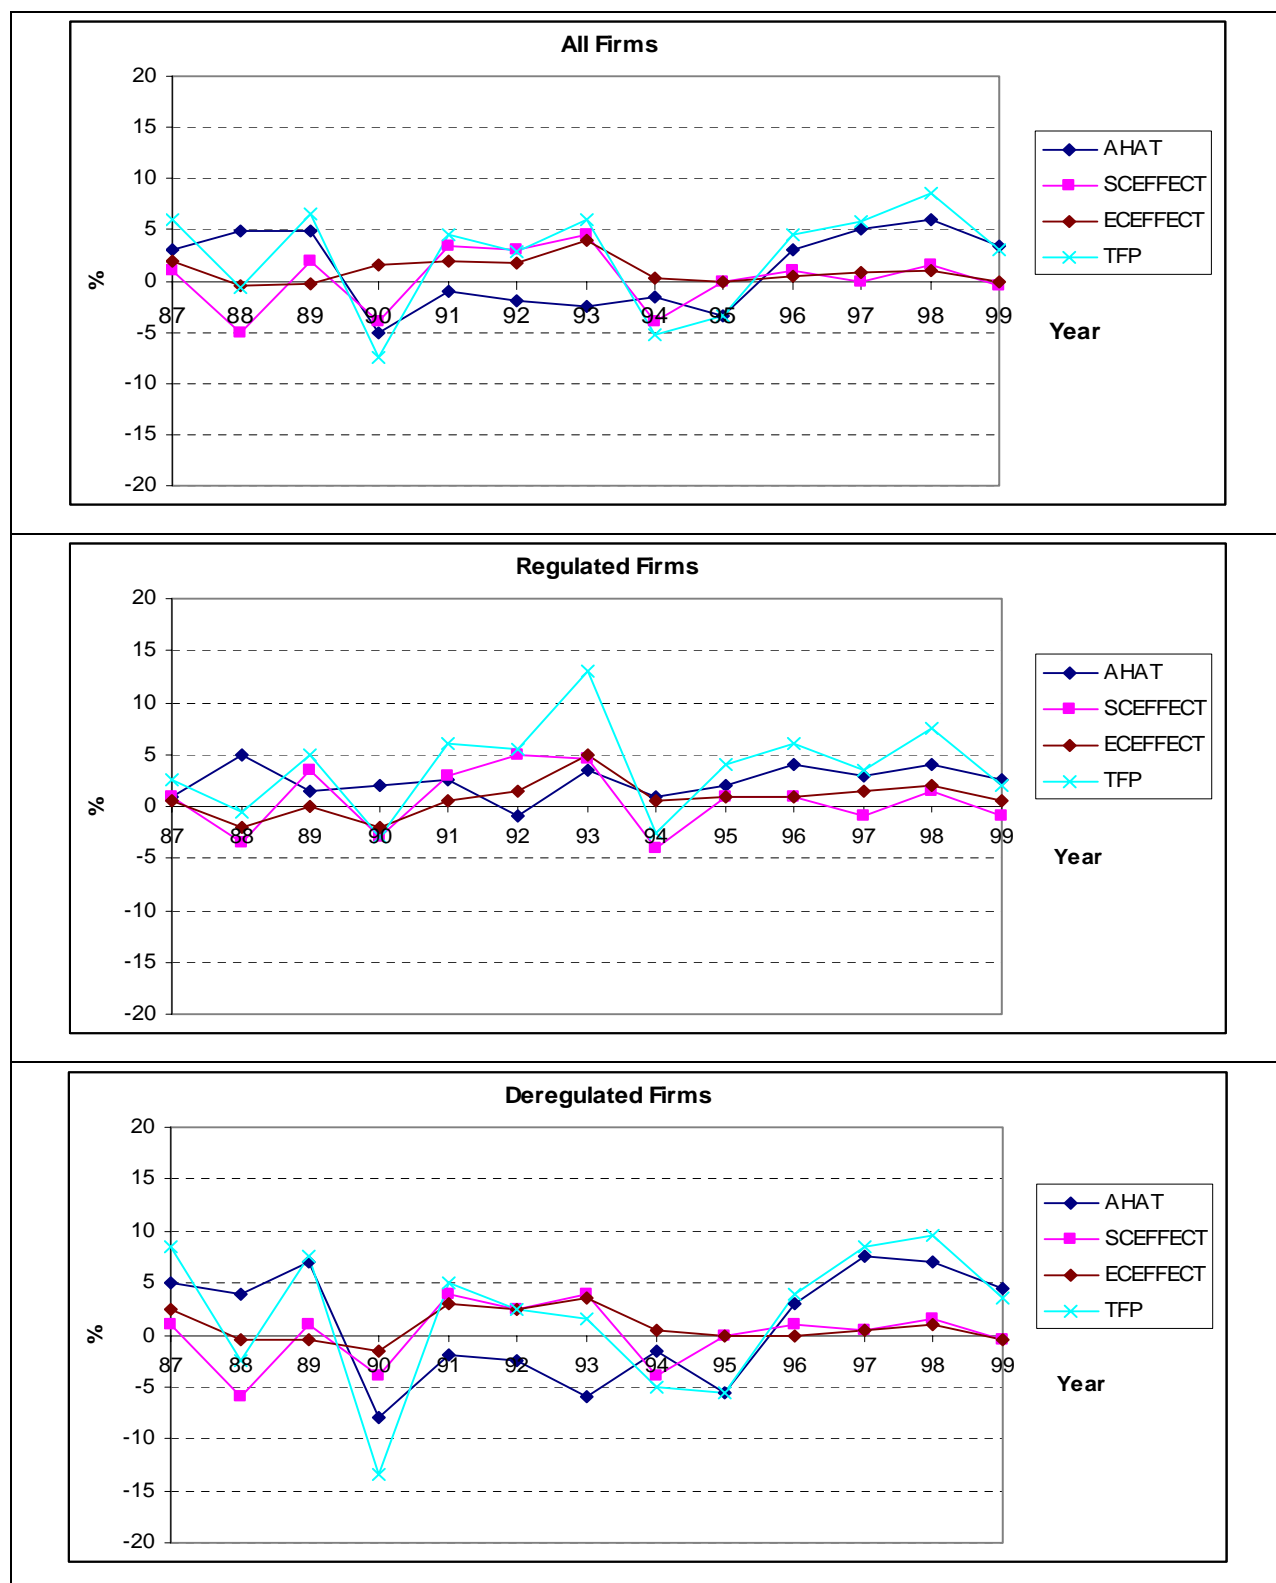 All Firms
20
15
10
5
0
-5
-10
-15
-20
%
87 88 89 90 91 92 93 94 95 96 97 98 99
Year
AHAT
SCEFFECT
ECEFFECT
TFP
Regulated Firms
20
15
10
5
0
-5
-10
-15
-20
%
87 88 89 90 91 92 93 94 95 96 97 98 99
Year
AHAT
SCEFFECT
ECEFFECT
TFP
Deregulated Firms
20
15
10
5
0
-5
-10
-15
-20
%
87 88 89 90 91 92 93 94 95 96 97 98 99
Year
AHAT
SCEFFECT
ECEFFECT
TFP